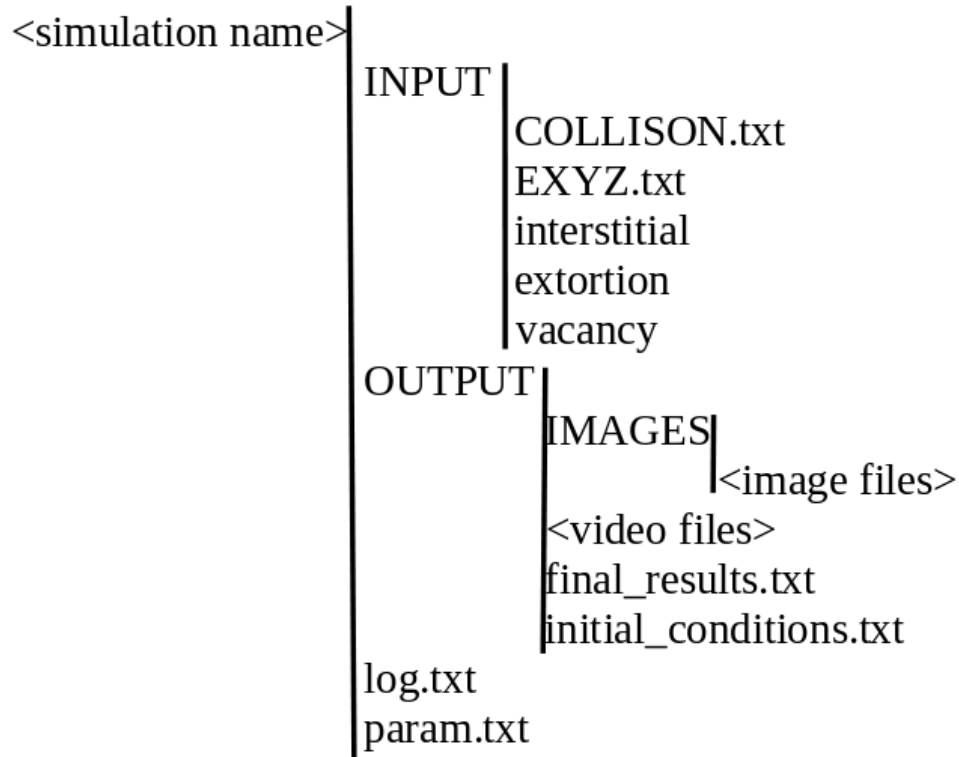 <simulation name>
INPUT
COLLISON.txt
EXYZ.txt
interstitial
extortion
vacancy
OUTPUT
IMAGES
<image files>
<video files>
final_results.txt
initial_conditions.txt
log.txt
param.txt